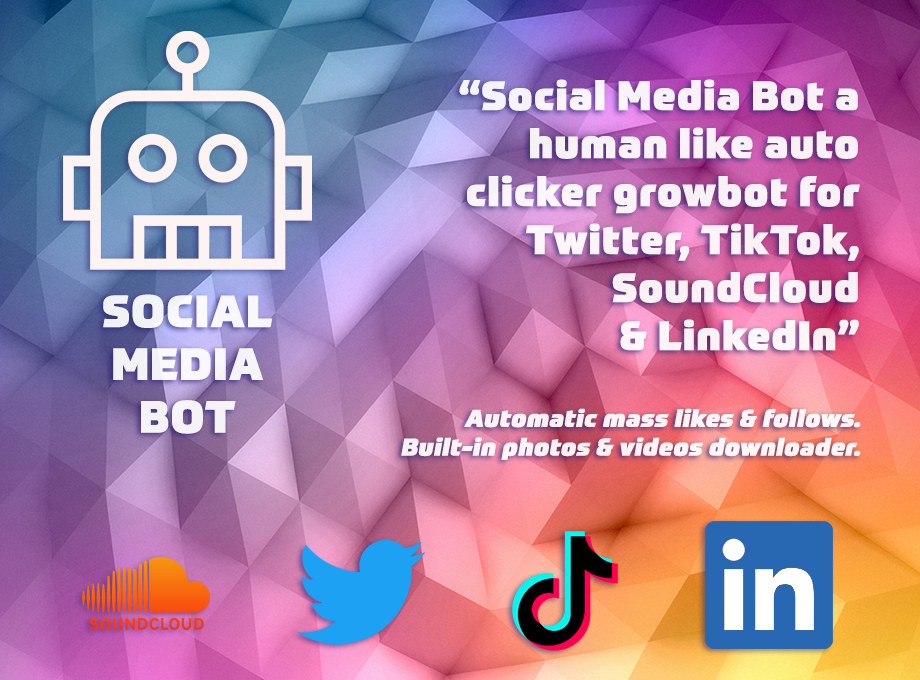 SOCIAL
MEDIA
BOT
“Social Media Bot a
human like auto
clicker growbot for
Twitter, TikTok,
SoundCloud
& LinkedIn”
Automatic mass likes & follows.
Built-in photos & videos downloader.
SOUNDCLOUD
in